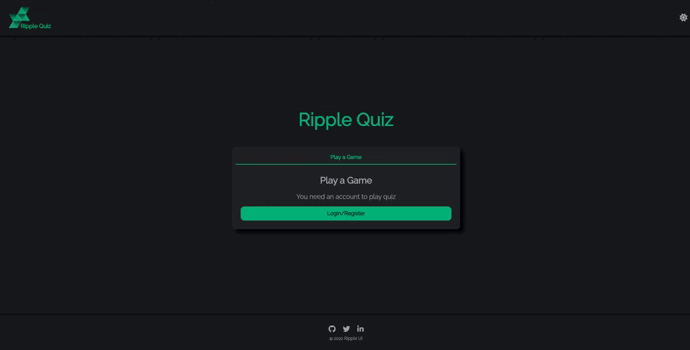 Ripple Quiz
Ripple Quiz
Play a Game
Play a Game
You need an account to play quiz
Login/Register
© 2022 Ripple UI